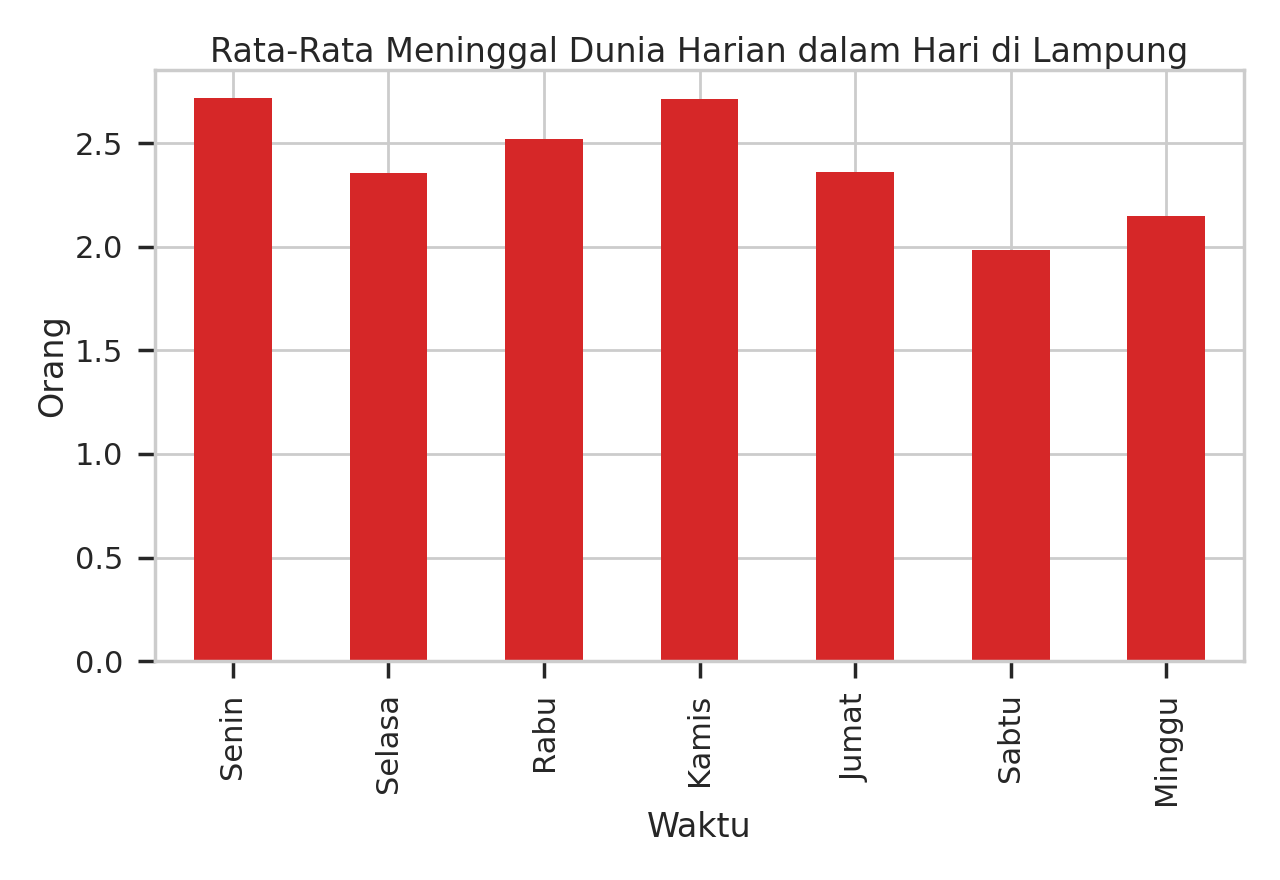 Rata-Rata Meninggal Dunia Harian dalam Hari di Lampung
2.5
2.0
1.5
1.0
0.5
0.0
Orang
Senin
Selasa
Rabu
Kamis
Jumat
Sabtu
Minggu
Waktu